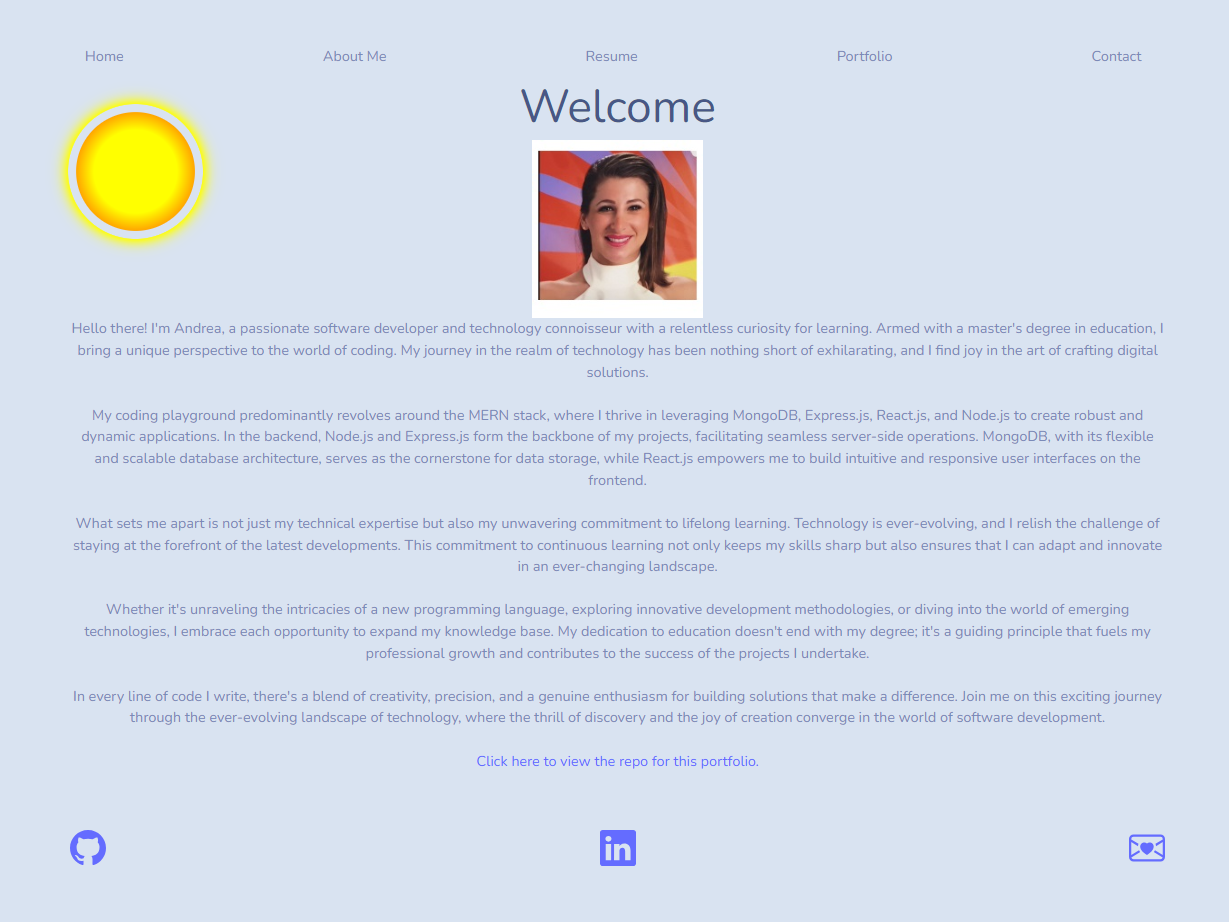 Home About Me Resume Portfolio Contact
Welcome
Hello there! I'm Andrea, a passionate software developer and technology connoisseur with a relentless curiosity for learning. Armed with a master's degree in education, I
bring a unique perspective to the world of coding. My journey in the realm of technology has been nothing short of exhilarating, and I find joy in the art of crafting digital
solutions.
My coding playground predominantly revolves around the MERN stack, where I thrive in leveraging MongoDB, Express.js, React.js, and Node.js to create robust and
dynamic applications. In the backend, Node.js and Express.js form the backbone of my projects, facilitating seamless server-side operations. MongoDB, with its flexible
and scalable database architecture, serves as the cornerstone for data storage, while React.js empowers me to build intuitive and responsive user interfaces on the
frontend.
What sets me apart is not just my technical expertise but also my unwavering commitment to lifelong learning. Technology is ever-evolving, and I relish the challenge of
staying at the forefront of the latest developments. This commitment to continuous learning not only keeps my skills sharp but also ensures that I can adapt and innovate
in an ever-changing landscape.
Whether it's unraveling the intricacies of a new programming language, exploring innovative development methodologies, or diving into the world of emerging
technologies, I embrace each opportunity to expand my knowledge base. My dedication to education doesn't end with my degree; it's a guiding principle that fuels my
professional growth and contributes to the success of the projects I undertake.
In every line of code I write, there's a blend of creativity, precision, and a genuine enthusiasm for building solutions that make a difference. Join me on this exciting journey
through the ever-evolving landscape of technology, where the thrill of discovery and the joy of creation converge in the world of software development.
Click here to view the repo for this portfolio.
in